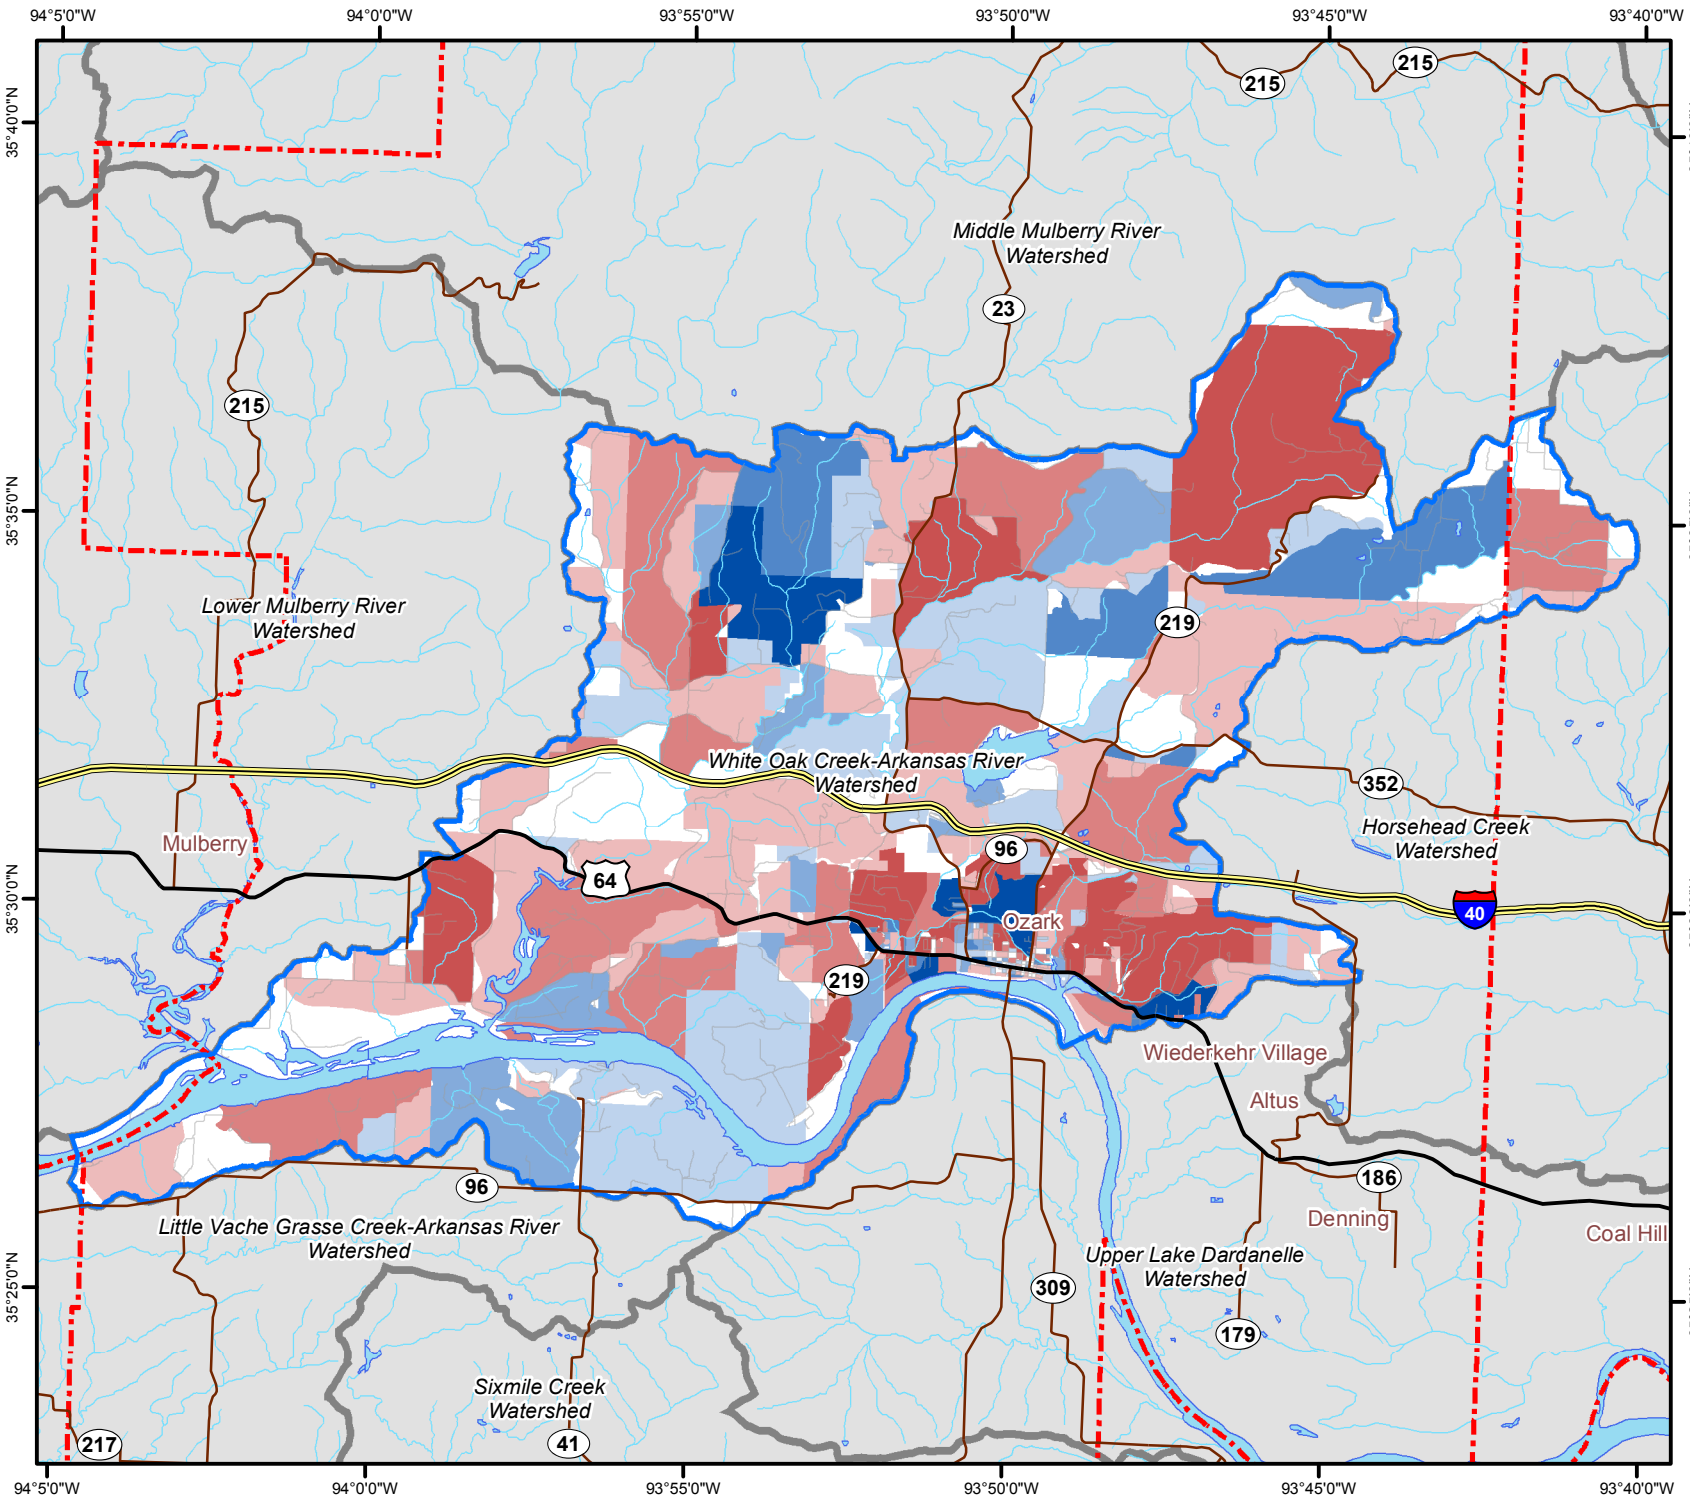 94°5'0"W
94°0'0"W
93°55'0"W
93°50'0"W
93°45'0"W
93°40'0"W
215
215
35°40'0"N
Middle Mulberry River
Watershed
23
215
35°35'0"N
Lower Mulberry River
Watershed
219
White Oak Creek-Arkansas River
Watershed
352
Horsehead Creek
Watershed
Mulberry
96
64
35°30'0"N
40
Ozark
219
Wiederkehr Village
Altus
96
186
Denning
Little Vache Grasse Creek-Arkansas River
Watershed
Coal Hill
Upper Lake Dardanelle
Watershed
35°25'0"N
309
179
Sixmile Creek
Watershed
217
41
94°5'0"W
94°0'0"W
93°55'0"W
93°50'0"W
93°45'0"W
93°40'0"W